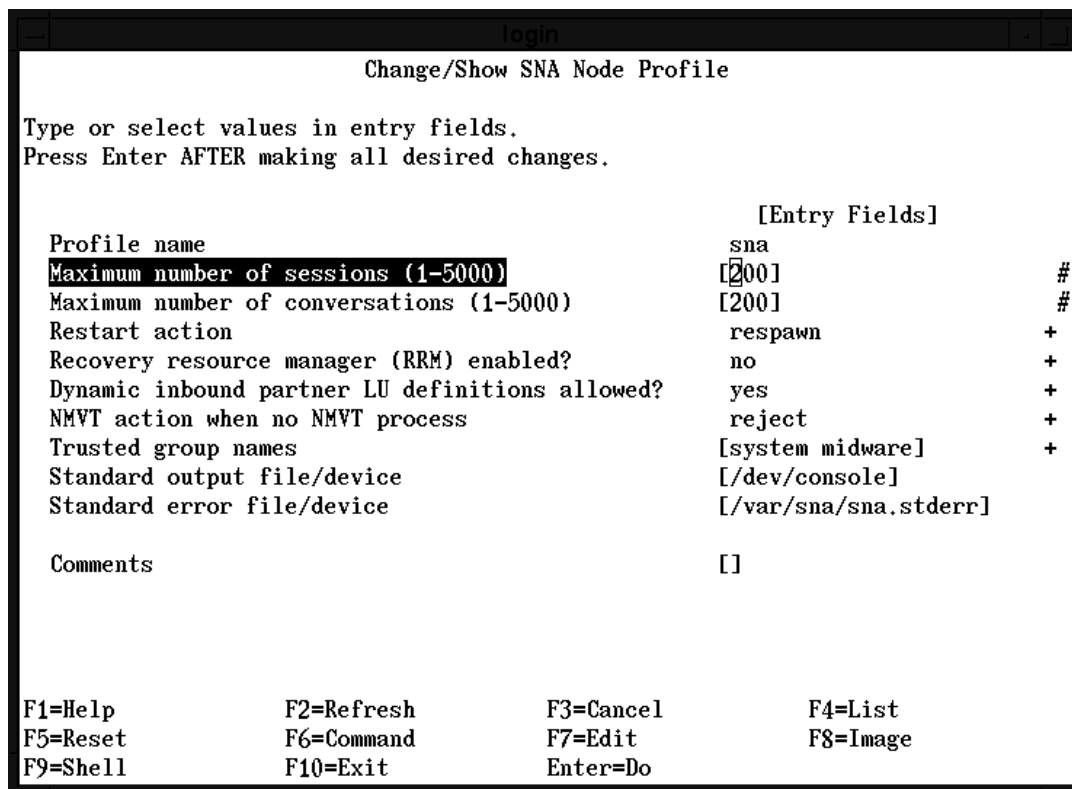 login
Change/Show SNA Node Profile
Type or select values in entry fields.
Press Enter AFTER making all desired changes.
[Entry Fields]
Profile name sna
Maximum number of sessions (1-5000) [200] #
Maximum number of conversations (1-5000) [200] #
Restart action respawn +
Recovery resource manager (RRM) enabled? no +
Dynamic inbound partner LU definitions allowed? yes +
NMVT action when no NMVT process reject +
Trusted group names [system midware] +
Standard output file/device [/dev/console]
Standard error file/device [/var/sna/sna.stderr]
Comments []
F1=Help F2=Refresh F3=Cancel F4=List
F5=Reset F6=Command F7=Edit F8=Image
F9=Shell F10=Exit Enter=Do